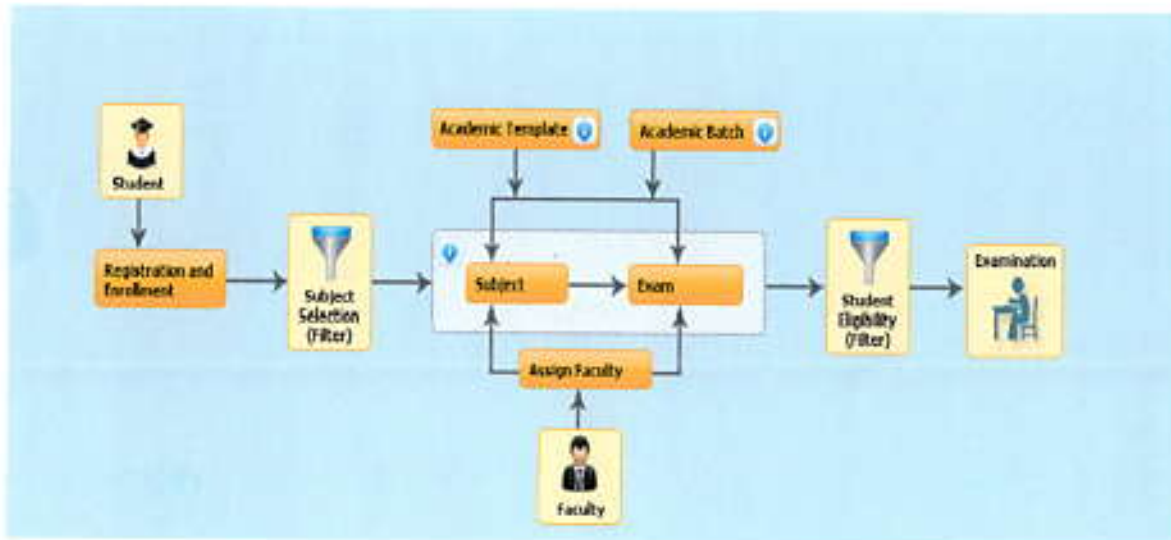 Academic Template
Academic Batch
Student
Registration and
Enrollment
Subject
Selection
(Filter)
Subject
Exam
Student
Eligibility
(Filter)
Examination
Assign Faculty
Faculty